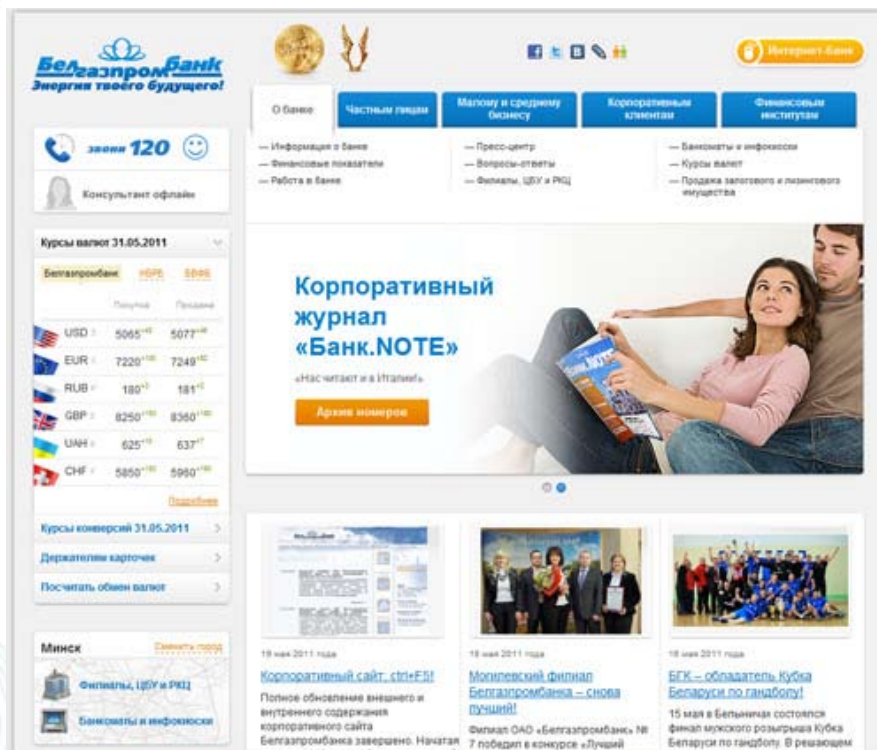 Белгазпромбанк
Энергия твоего будущего!
Интернет-Банк
О банке
Частным лицам
Малому и среднему
бизнесу
Корпоративным
клиентам
Финансовым
институтам
— Информация о банке
— Финансовые показатели
— Работа в банке
— Пресс-центр
— Вопросы-ответы
— Филиалы, ЦБУ и РКЦ
— Банкоматы и инфокиоски
— Курсы валют
— Продажа залогового и лизингового
имущества
звони 120
Консультант офлайн
Курсы валют 31.05.2011
Белгазпромбанк НБРБ БВФБ
Покупка Продажа
USD 5065 5077
EUR 7220 7249
RUB 180 181
GBP 8250 8360
UAH 625 637
CHF 5850 5960
Подробнее
Курсы конверсий 31.05.2011
Держателям карточек
Посчитать обмен валют
Минск Сменить город
Филиалы, ЦБУ и РКЦ
Банкоматы и инфокиоски
Корпоративный
журнал
«Банк.NOTE»
«Нас читают и в Италии!»
Архив номеров
Банк.NOTE
19 мая 2011 года
Корпоративный сайт: ctrl+F5!
Полное обновление внешнего и
внутреннего содержания
корпоративного сайта
Белгазпромбанка завершено. Начатая
18 мая 2011 года
Могилевский филиал
Белгазпромбанка – снова
лучший!
Филиал ОАО «Белгазпромбанк» №
7 победил в конкурсе «Лучший
16 мая 2011 года
БГК – обладатель Кубка
Беларуси по гандболу!
15 мая в Белыничах состоялся
финал мужского розыгрыша Кубка
Беларуси по гандболу. В решающем